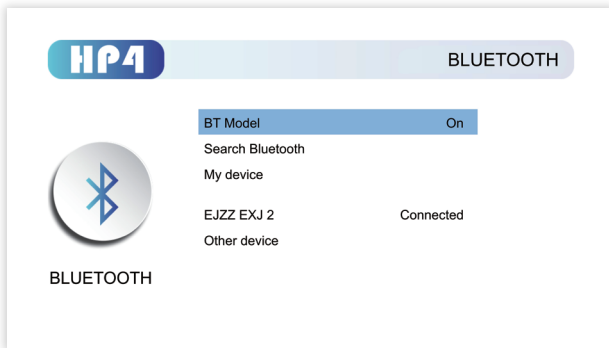 HP4
BLUETOOTH
BT Model On
Search Bluetooth
My device
EJZZ EXJ 2 Connected
Other device
BLUETOOTH